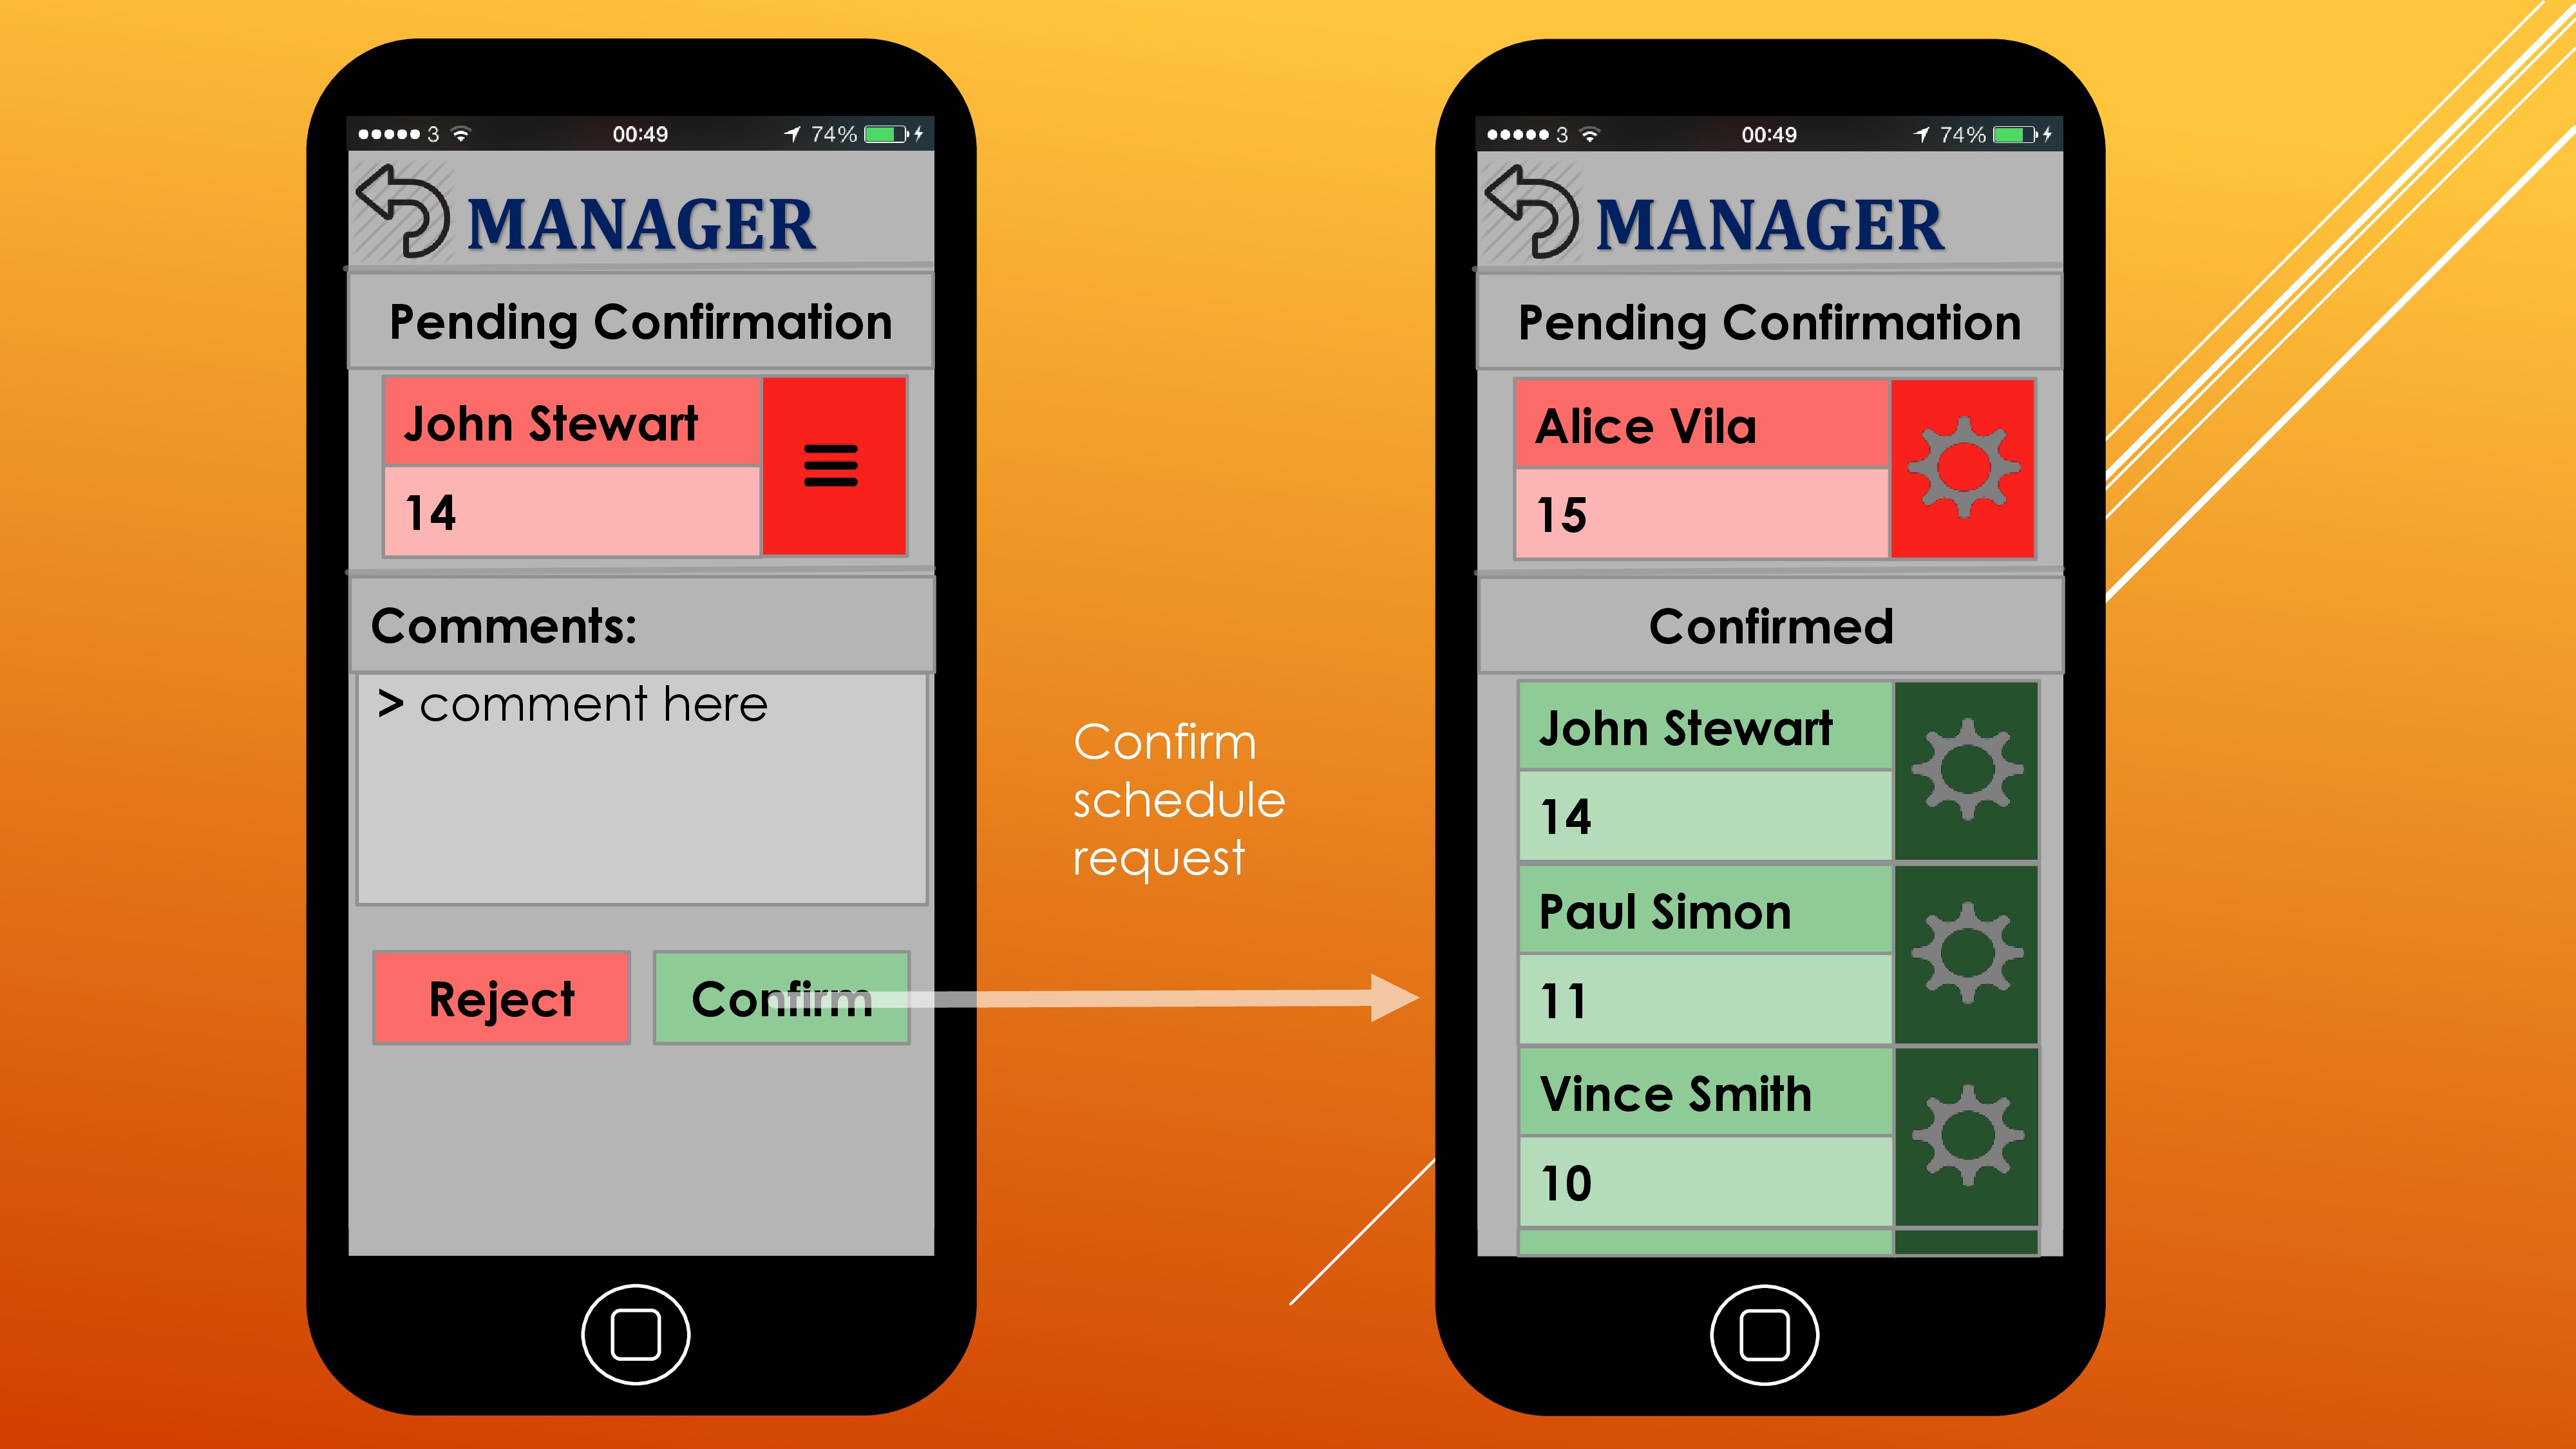 3 00:49 74%
MANAGER
Pending Confirmation
John Stewart
14
Comments:
> comment here
Reject Confirm
Confirm
schedule
request
3 00:49 74%
MANAGER
Pending Confirmation
Alice Vila
15
Confirmed
John Stewart
14
Paul Simon
11
Vince Smith
10